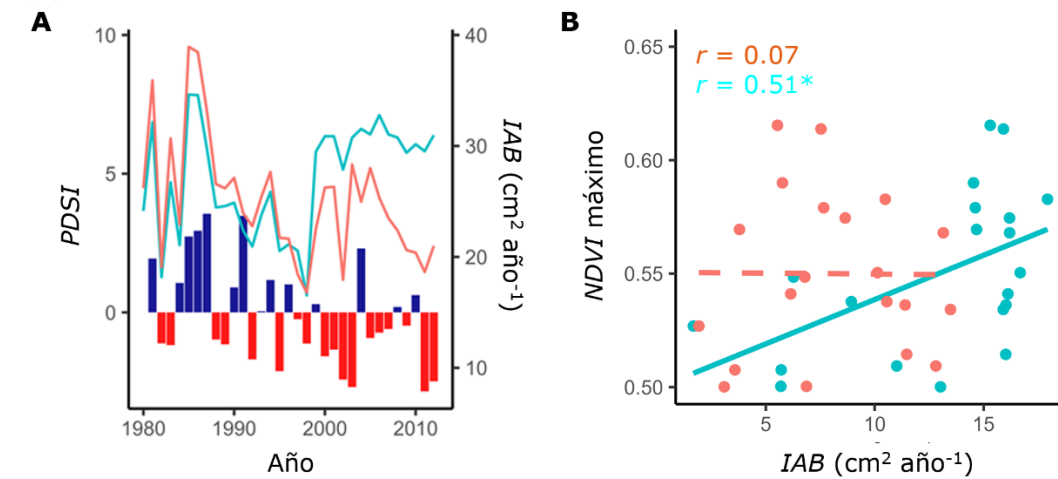 A
10
5
0
PDSI
40
30
20
10
IAB (cm² año⁻¹)
1980 1990 2000 2010
Año
B
r = 0.07
r = 0.51*
0.65
0.60
0.55
0.50
NDVI máximo
5 10 15
IAB (cm² año⁻¹)